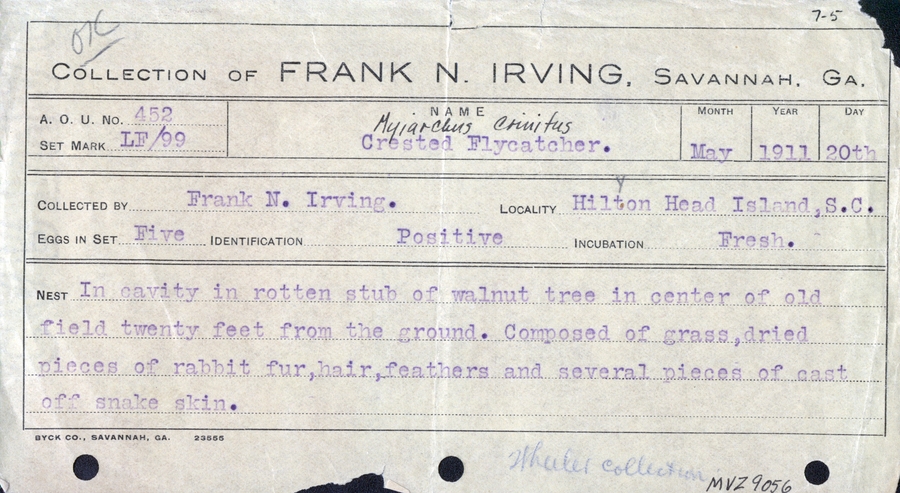 7-5
OK
COLLECTION OF FRANK N. IRVING, SAVANNAH, GA.
A. O. U. NO. 452
NAME
Myiarchus crinitus
Crested Flycatcher.
SET MARK LF/99
MONTH YEAR DAY
May 1911 20th
COLLECTED BY Frank N. Irving. LOCALITY Hilton Head Island,S.C.
EGGS IN SET Five IDENTIFICATION Positive INCUBATION Fresh.
NEST In cavity in rotten stub of walnut tree in center of old
field twenty feet from the ground. Composed of grass,dried
pieces of rabbit fur,hair,feathers and several pieces of cast
off snake skin.
BYCK CO., SAVANNAH, GA. 23555
Wheeler collection
MVZ 9056